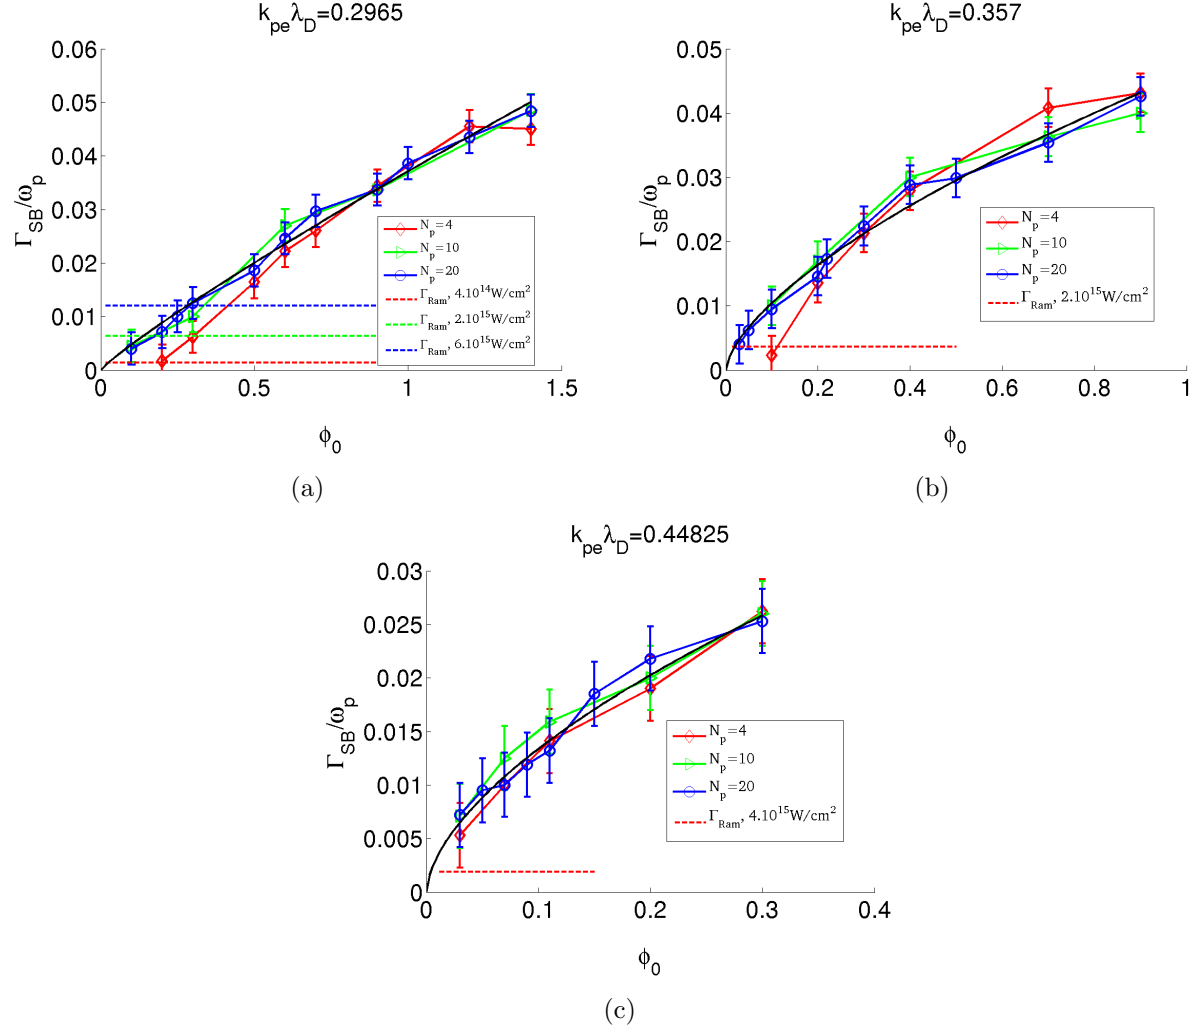 k_pe λ_D=0.2965
Γ_SB/ω_p
0.06
0.05
0.04
0.03
0.02
0.01
0
0
0.5
1
1.5
N_p=4
N_p=10
N_p=20
Γ_Ram, 4.10^14W/cm^2
Γ_Ram, 2.10^15W/cm^2
Γ_Ram, 6.10^15W/cm^2
ϕ_0
(a)
k_pe λ_D=0.357
Γ_SB/ω_p
0.05
0.04
0.03
0.02
0.01
0
0
0.2
0.4
0.6
0.8
1
N_p=4
N_p=10
N_p=20
Γ_Ram, 2.10^15W/cm^2
ϕ_0
(b)
k_pe λ_D=0.44825
Γ_SB/ω_p
0.03
0.025
0.02
0.015
0.01
0.005
0
0
0.1
0.2
0.3
0.4
N_p=4
N_p=10
N_p=20
Γ_Ram, 4.10^15W/cm^2
ϕ_0
(c)